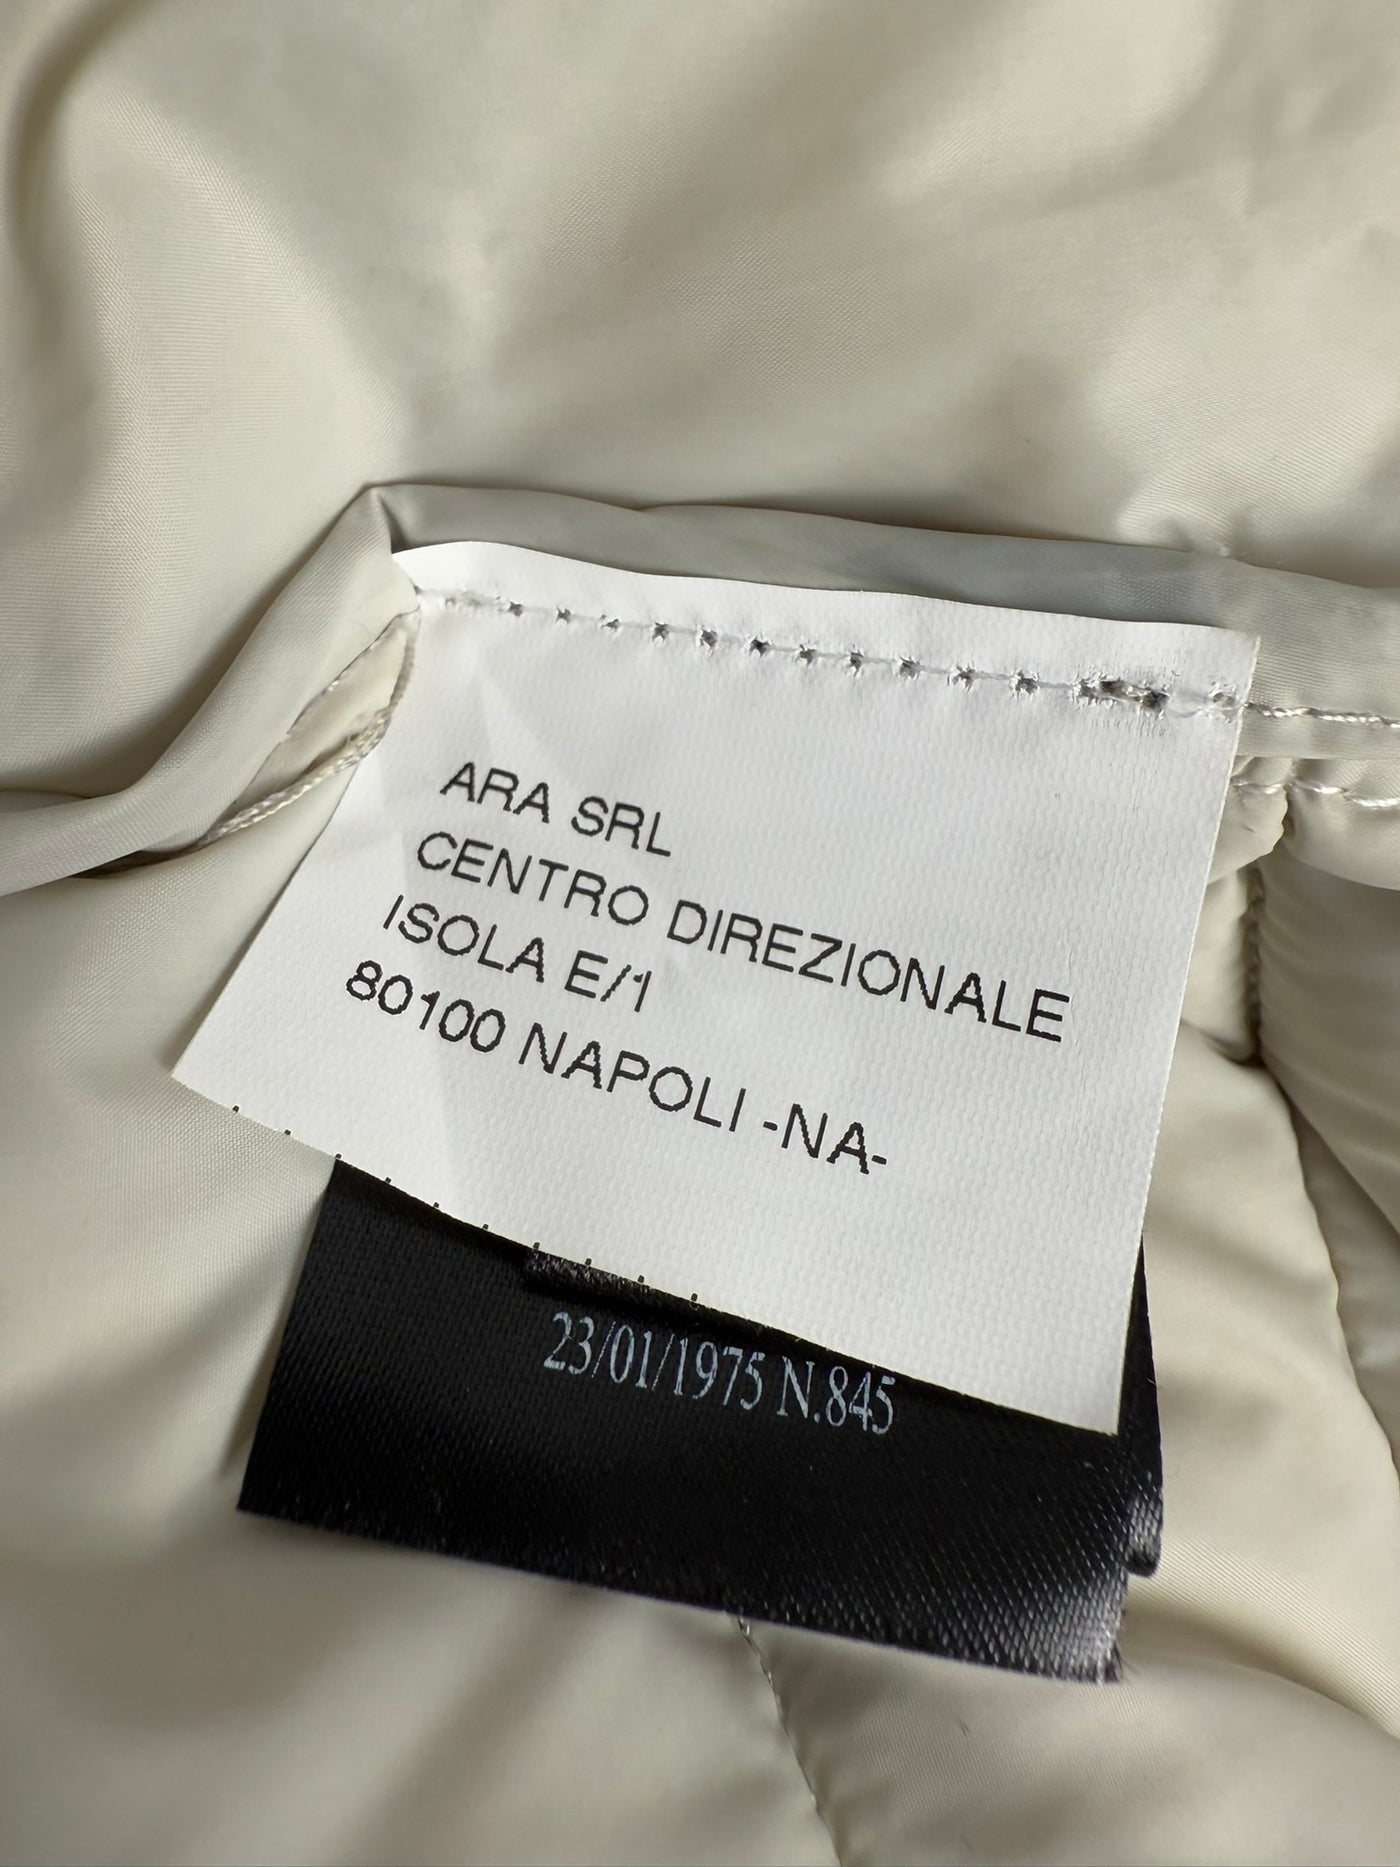 ARA SRL
CENTRO DIREZIONALE
ISOLA E/1
80100 NAPOLI -NA-
23/01/1975 N.845